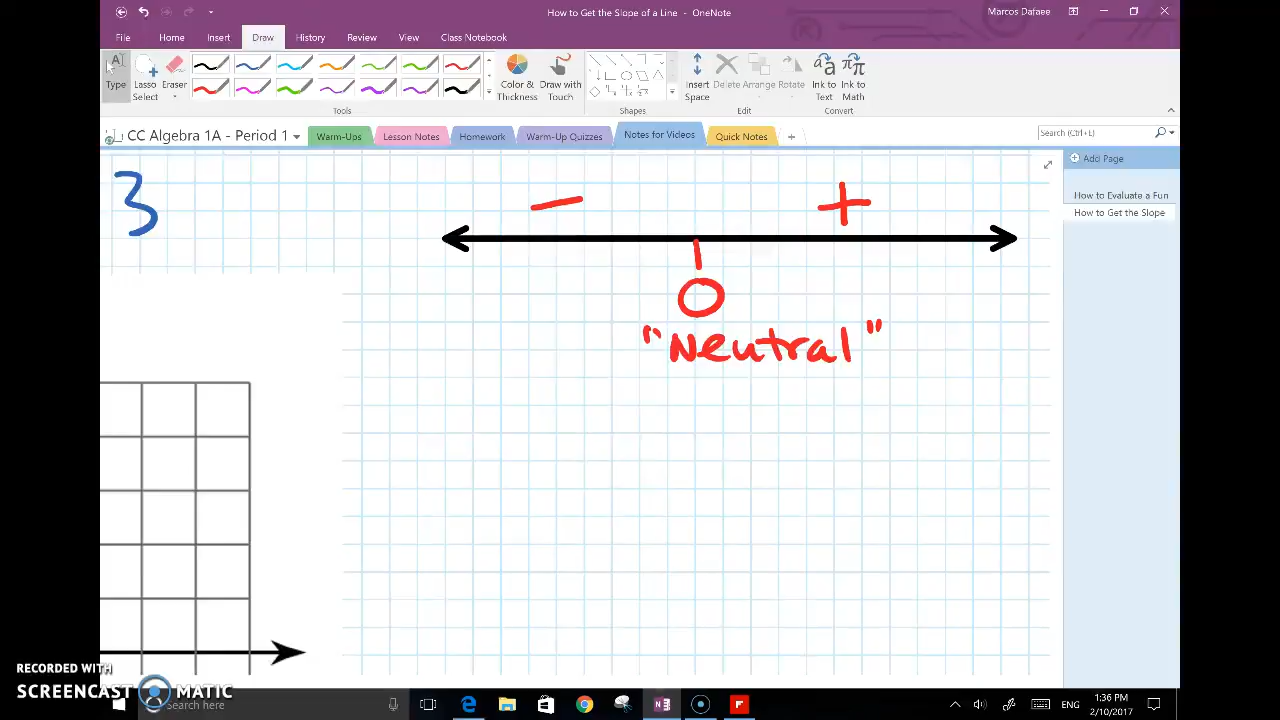 How to Get the Slope of a Line - OneNote
Marcos Dafaee
File Home Insert Draw History Review View Class Notebook
Type
Lasso Select
Eraser
Color & Thickness
Draw with Touch
Insert Space
Delete
Arrange
Rotate
Ink to Text
Ink to Math
Tools Shapes Edit Convert
CC Algebra 1A - Period 1 Warm-Ups Lesson Notes Homework Warm-Up Quizzes Notes for Videos Quick Notes
Search (Ctrl+E)
Add Page
How to Evaluate a Fun
How to Get the Slope
3
− +
0
"Neutral"
RECORDED WITH
SCREENCAST MATIC
Search here
ENG
1:36 PM
2/10/2017